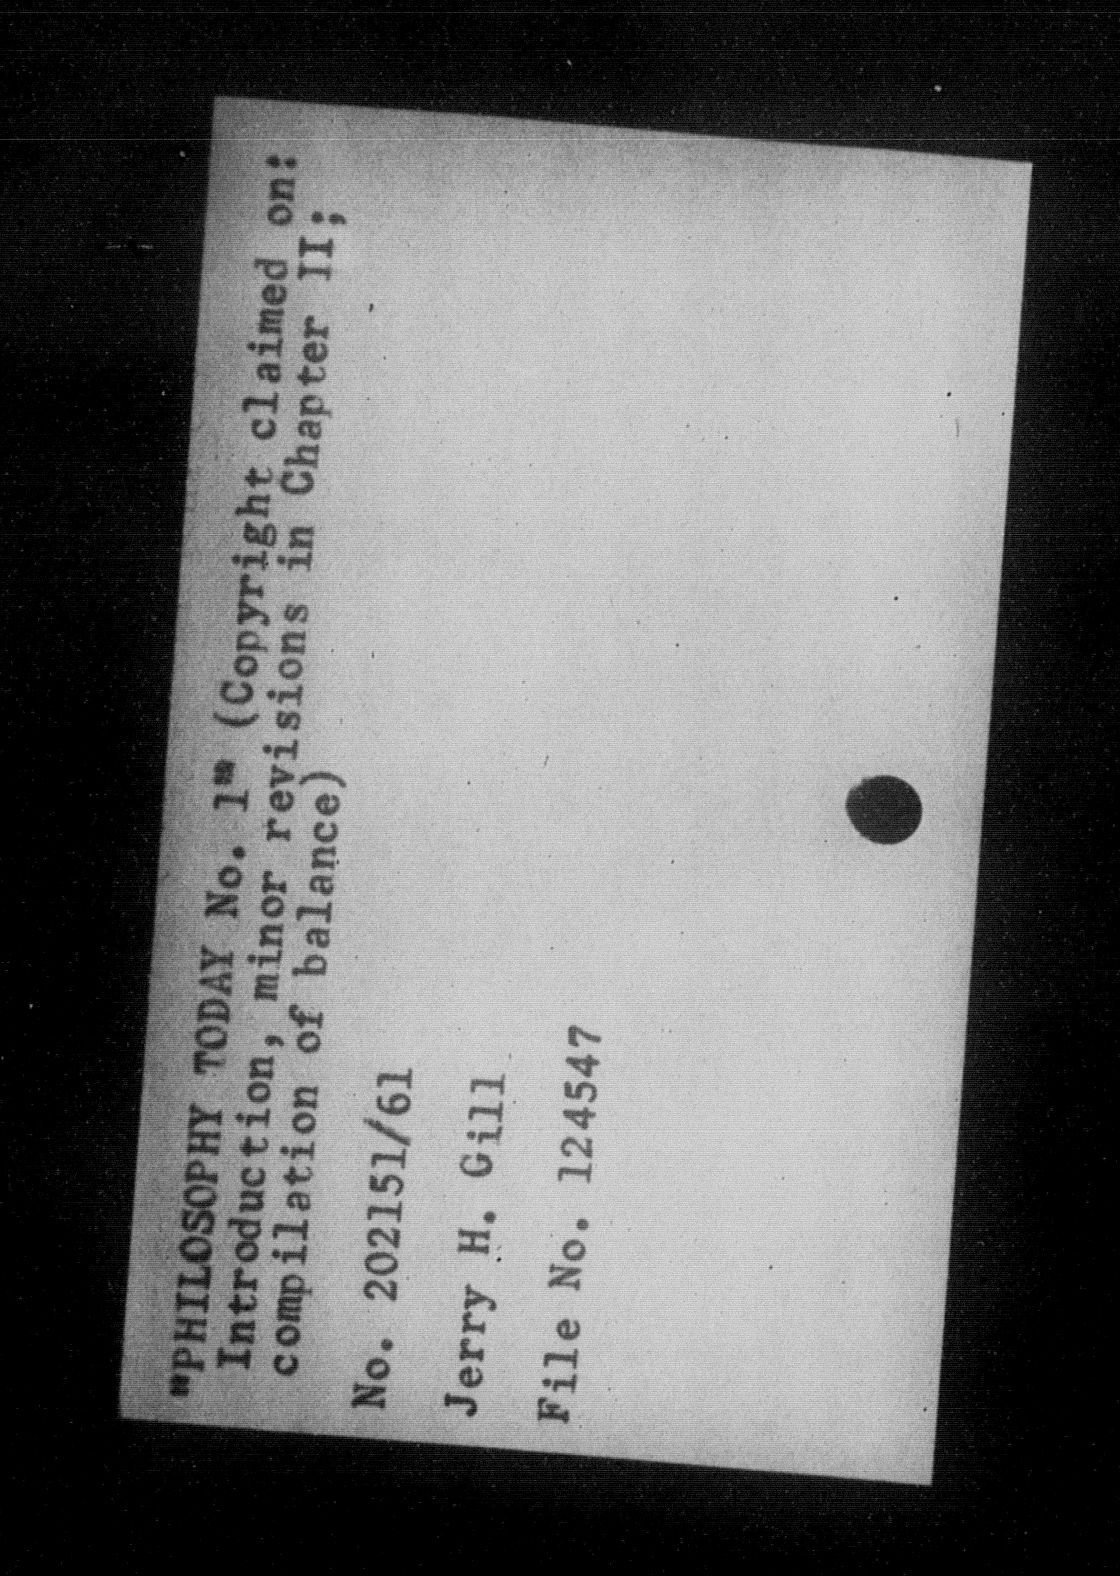 "PHILOSOPHY TODAY No. 1" (Copyright claimed on:
Introduction, minor revisions in Chapter II;
compilation of balance)
No. 202151/61
Jerry H. Gill
File No. 124547